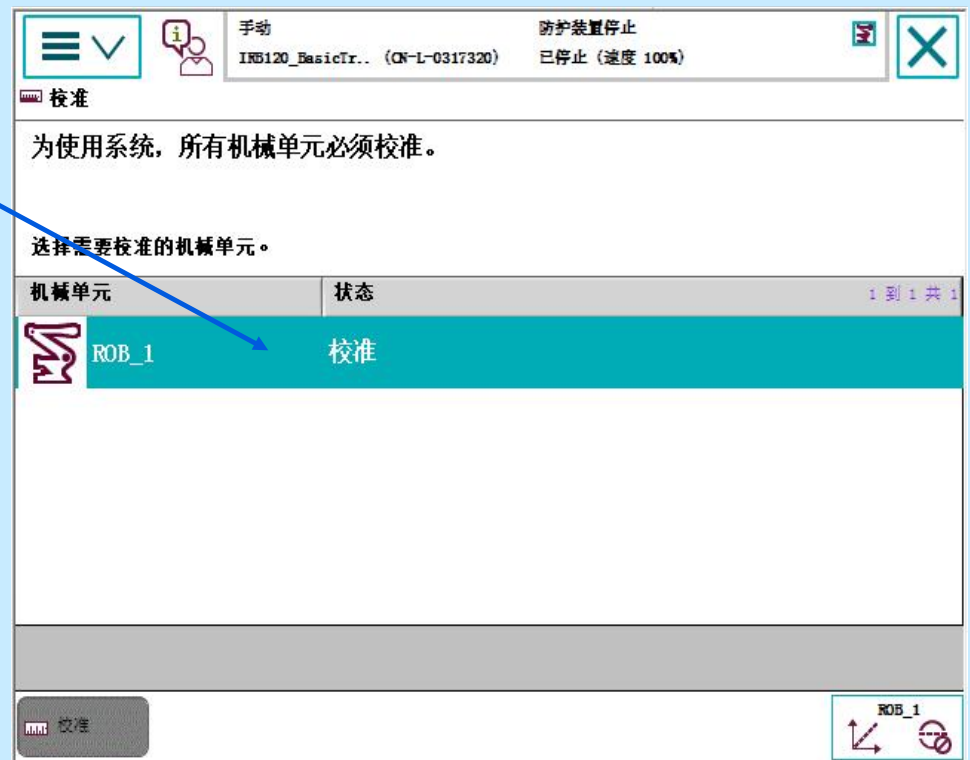 手动
防护装置停止
IRB120_BasicTr.. (CN-L-0317320)
已停止 (速度 100%)
校准
为使用系统，所有机械单元必须校准。
选择需要校准的机械单元。
机械单元 状态 1 到 1 共 1
ROB_1 校准
校准
ROB_1